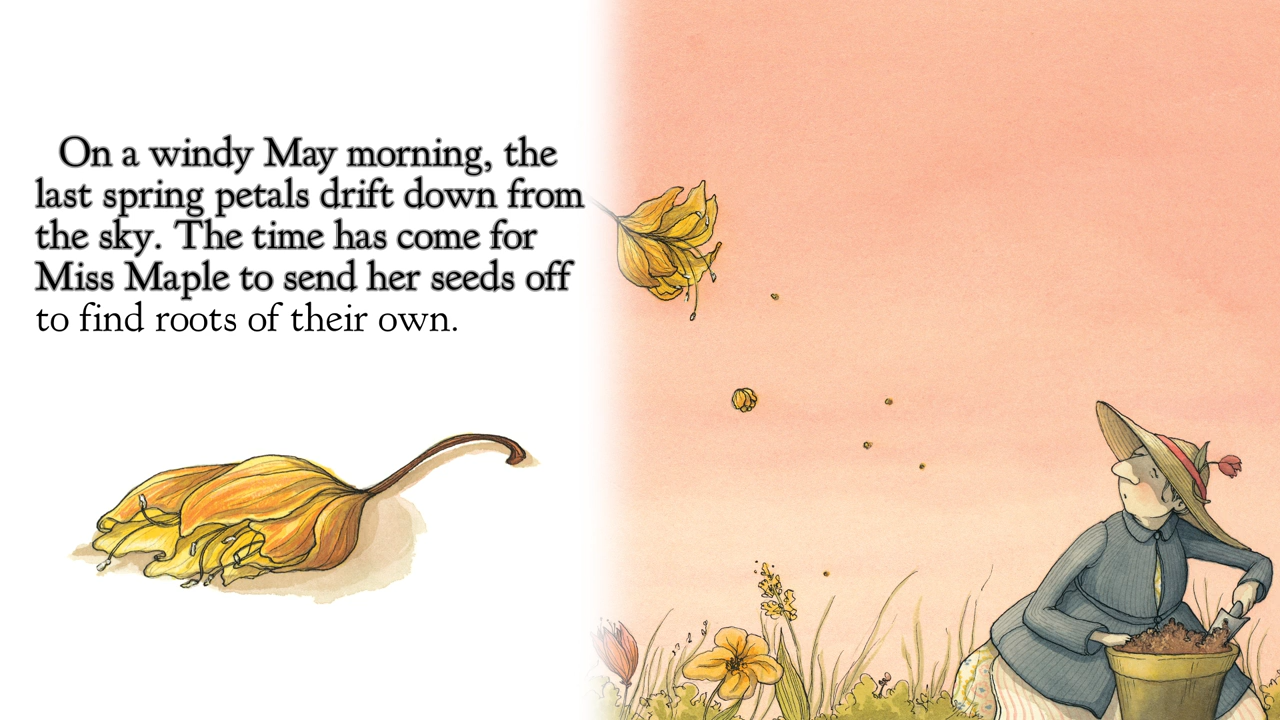 On a windy May morning, the
last spring petals drift down from
the sky. The time has come for
Miss Maple to send her seeds off
to find roots of their own.